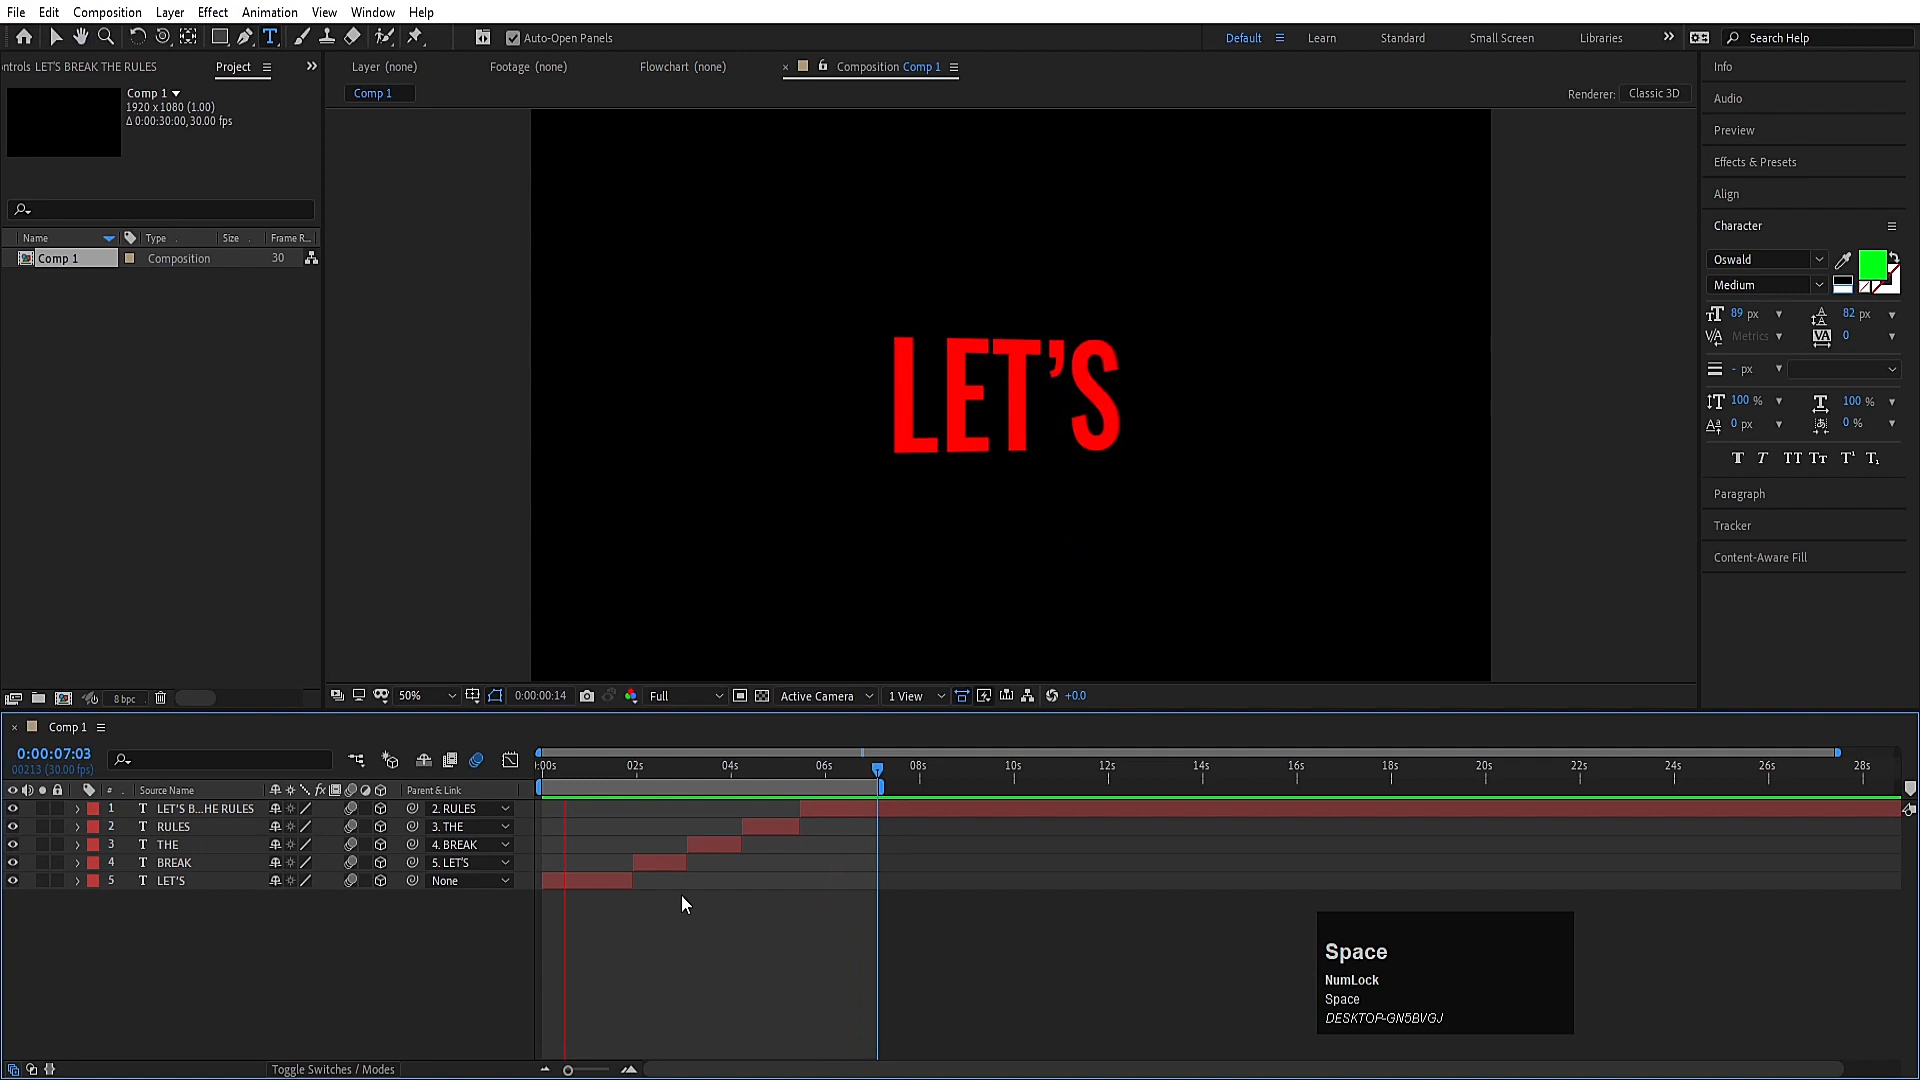 File Edit Composition Layer Effect Animation View Window Help
Auto-Open Panels
Default Learn Standard Small Screen Libraries Search Help
ntrols LET'S BREAK THE RULES Project
Layer (none) Footage (none) Flowchart (none) Composition Comp 1
Comp 1
1920 x 1080 (1.00)
Δ 0:00:30:00, 30.00 fps
Comp 1
Renderer: Classic 3D
Name Type Size Frame R...
Comp 1 Composition 30
LET'S
Info
Audio
Preview
Effects & Presets
Align
Character
Oswald
Medium
89 px 82 px
Metrics 0
- px
100 % 100 %
0 px 0 %
Paragraph
Tracker
Content-Aware Fill
8 bpc
50% 0:00:00:14 Full Active Camera 1 View +0.0
Comp 1
0:00:07:03
00213 (30.00 fps)
:00s 02s 04s 06s 08s 10s 12s 14s 16s 18s 20s 22s 24s 26s 28s
# Source Name Parent & Link
1 T LET'S B...HE RULES 2. RULES
2 T RULES 3. THE
3 T THE 4. BREAK
4 T BREAK 5. LET'S
5 T LET'S None
Space
NumLock
Space
DESKTOP-GN5BVGJ
Toggle Switches / Modes